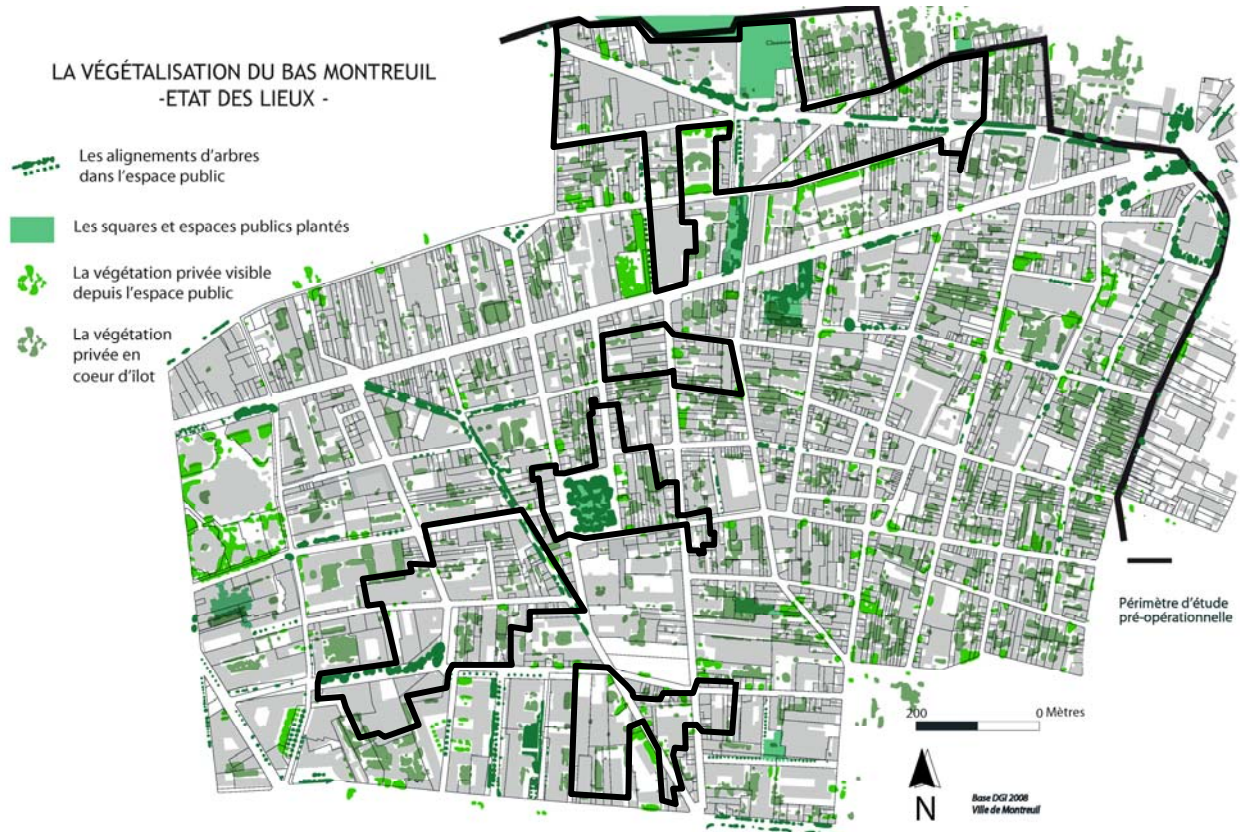 LA VÉGÉTALISATION DU BAS MONTREUIL
-ETAT DES LIEUX -
Les alignements d'arbres
dans l'espace public
Les squares et espaces publics plantés
La végétation privée visible
depuis l'espace public
La végétation
privée en
coeur d'ilot
Périmètre d'étude
pré-opérationnelle
200 0 Mètres
N
Base DGI 2008
Ville de Montreuil